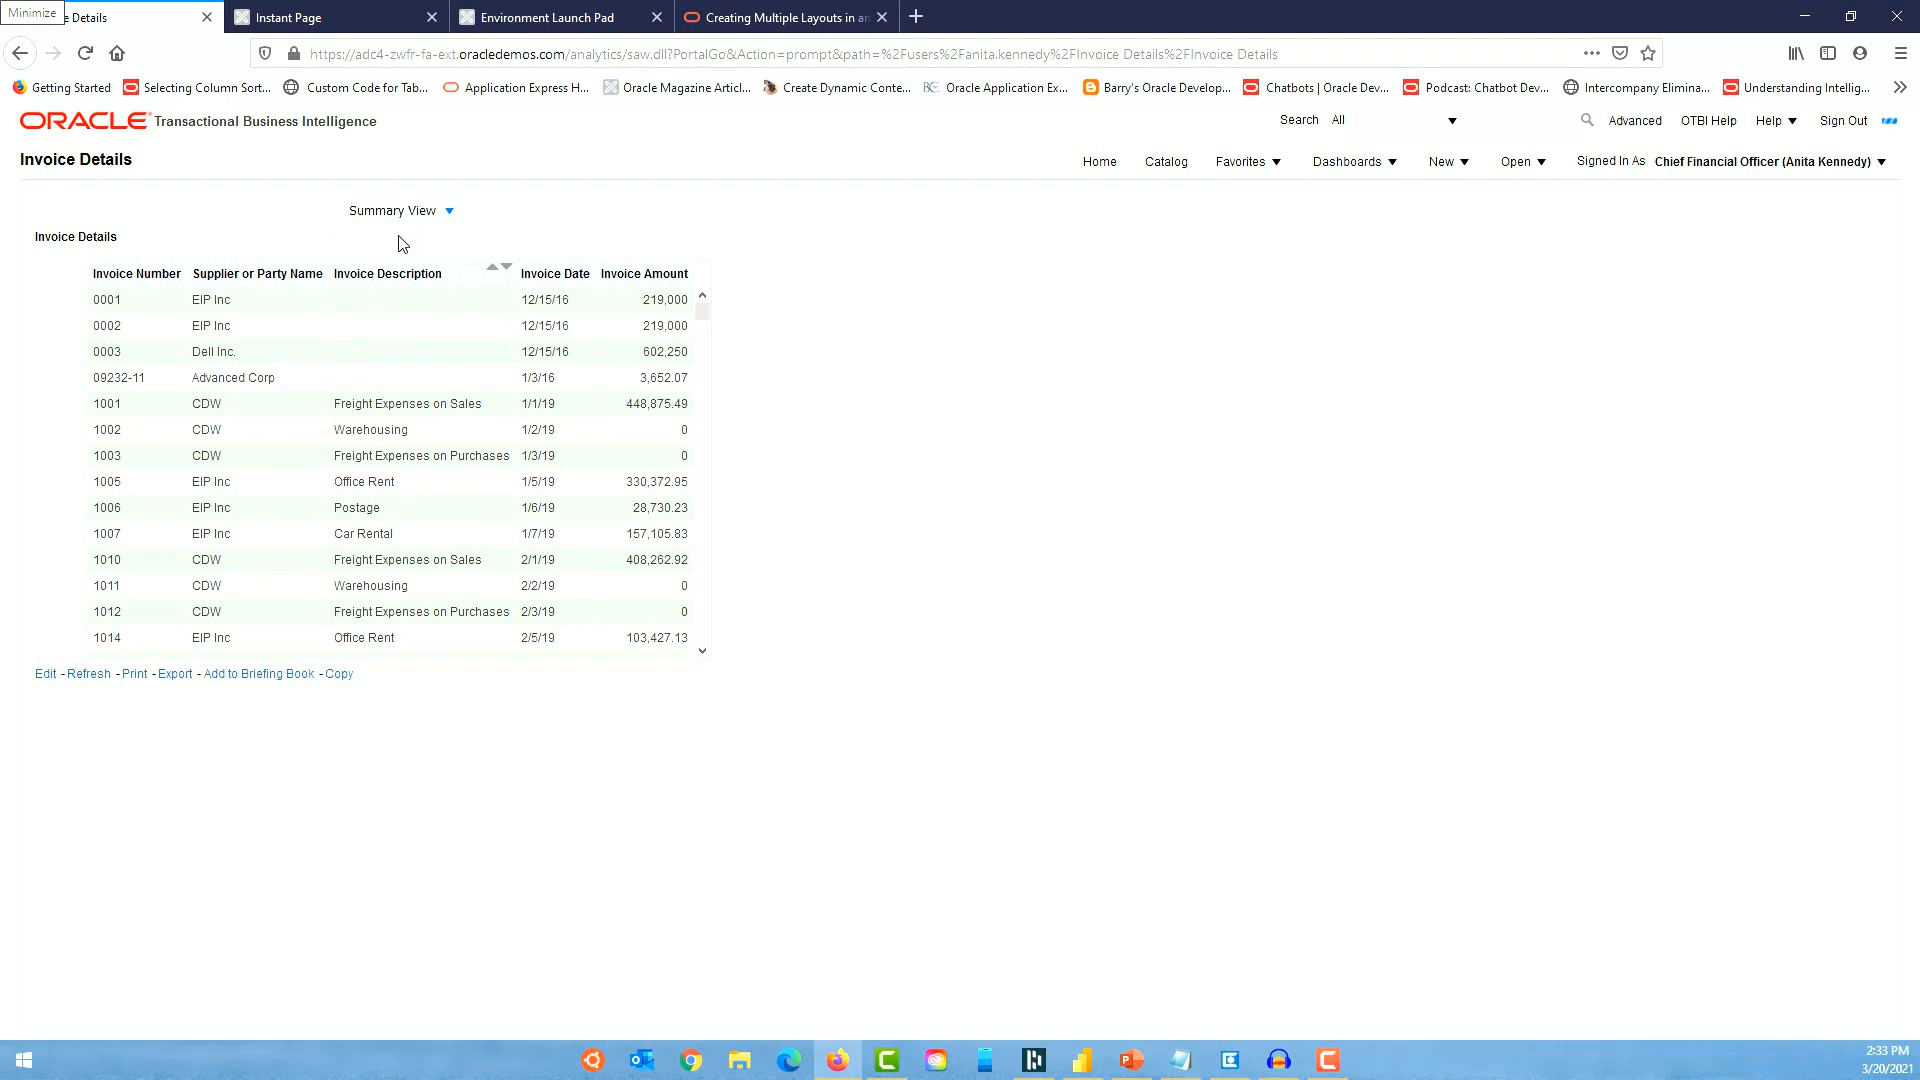 Minimize
e Details
Instant Page
Environment Launch Pad
Creating Multiple Layouts in an
https://adc4-zwfr-fa-ext.oracledemos.com/analytics/saw.dll?PortalGo&Action=prompt&path=%2Fusers%2Fanita.kennedy%2FInvoice Details%2FInvoice Details
Getting Started
Selecting Column Sort...
Custom Code for Tab...
Application Express H...
Oracle Magazine Articl...
Create Dynamic Conte...
Oracle Application Ex...
Barry's Oracle Develop...
Chatbots | Oracle Dev...
Podcast: Chatbot Dev...
Intercompany Elimina...
Understanding Intellig...
ORACLE Transactional Business Intelligence
Search All
Advanced OTBI Help Help Sign Out
Invoice Details
Home Catalog Favorites Dashboards New Open Signed In As Chief Financial Officer (Anita Kennedy)
Summary View
Invoice Details
Invoice Number Supplier or Party Name Invoice Description Invoice Date Invoice Amount
0001 EIP Inc 12/15/16 219,000
0002 EIP Inc 12/15/16 219,000
0003 Dell Inc. 12/15/16 602,250
09232-11 Advanced Corp 1/3/16 3,652.07
1001 CDW Freight Expenses on Sales 1/1/19 448,875.49
1002 CDW Warehousing 1/2/19 0
1003 CDW Freight Expenses on Purchases 1/3/19 0
1005 EIP Inc Office Rent 1/5/19 330,372.95
1006 EIP Inc Postage 1/6/19 28,730.23
1007 EIP Inc Car Rental 1/7/19 157,105.83
1010 CDW Freight Expenses on Sales 2/1/19 408,262.92
1011 CDW Warehousing 2/2/19 0
1012 CDW Freight Expenses on Purchases 2/3/19 0
1014 EIP Inc Office Rent 2/5/19 103,427.13
Edit - Refresh - Print - Export - Add to Briefing Book - Copy
2:33 PM
3/20/2021